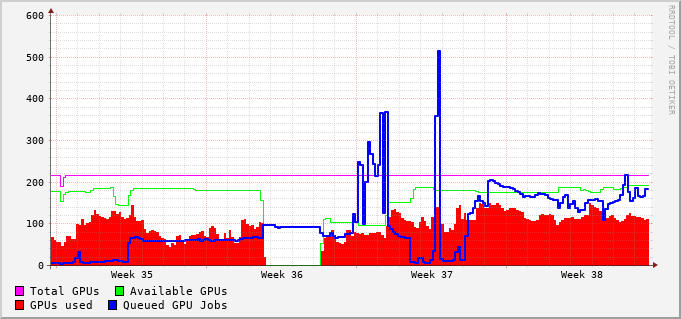 600
500
400
300
200
100
0
Week 35 Week 36 Week 37 Week 38
Total GPUs Available GPUs
GPUs used Queued GPU Jobs
RRDTOOL / TOBI OETIKER